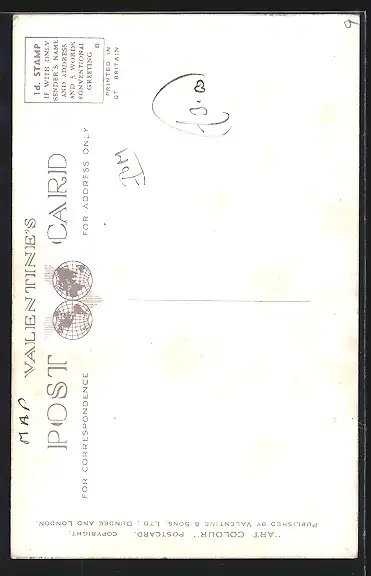 MAP
VALENTINE'S
POST CARD
FOR CORRESPONDENCE
FOR ADDRESS ONLY
1d. STAMP
IF WITH ONLY
SENDER'S NAME
AND ADDRESS
AND 5 WORDS
CONVENTIONAL
GREETING
PRINTED IN
GT BRITAIN
IOM
"ART COLOUR" POSTCARD. COPYRIGHT.
PUBLISHED BY VALENTINE & SONS, LTD., DUNDEE AND LONDON.